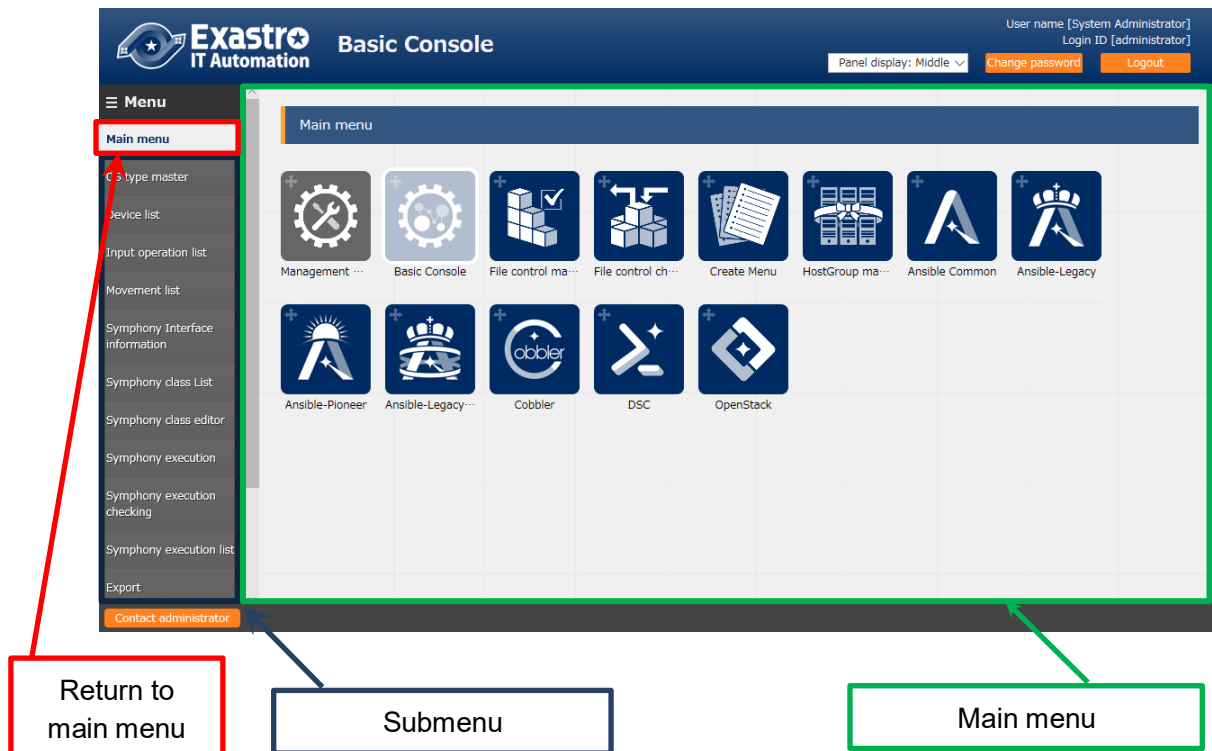 Exastro
IT Automation
Basic Console
User name [System Administrator]
Login ID [administrator]
Panel display: Middle
Change password
Logout
☰ Menu
Main menu
OS type master
Device list
Input operation list
Movement list
Symphony Interface
information
Symphony class List
Symphony class editor
Symphony execution
Symphony execution
checking
Symphony execution list
Export
Contact administrator
Main menu
Management ···
Basic Console
File control ma···
File control ch···
Create Menu
HostGroup ma···
Ansible Common
Ansible-Legacy
obbler
Ansible-Pioneer
Ansible-Legacy···
Cobbler
DSC
OpenStack
Return to
main menu
Submenu
Main menu